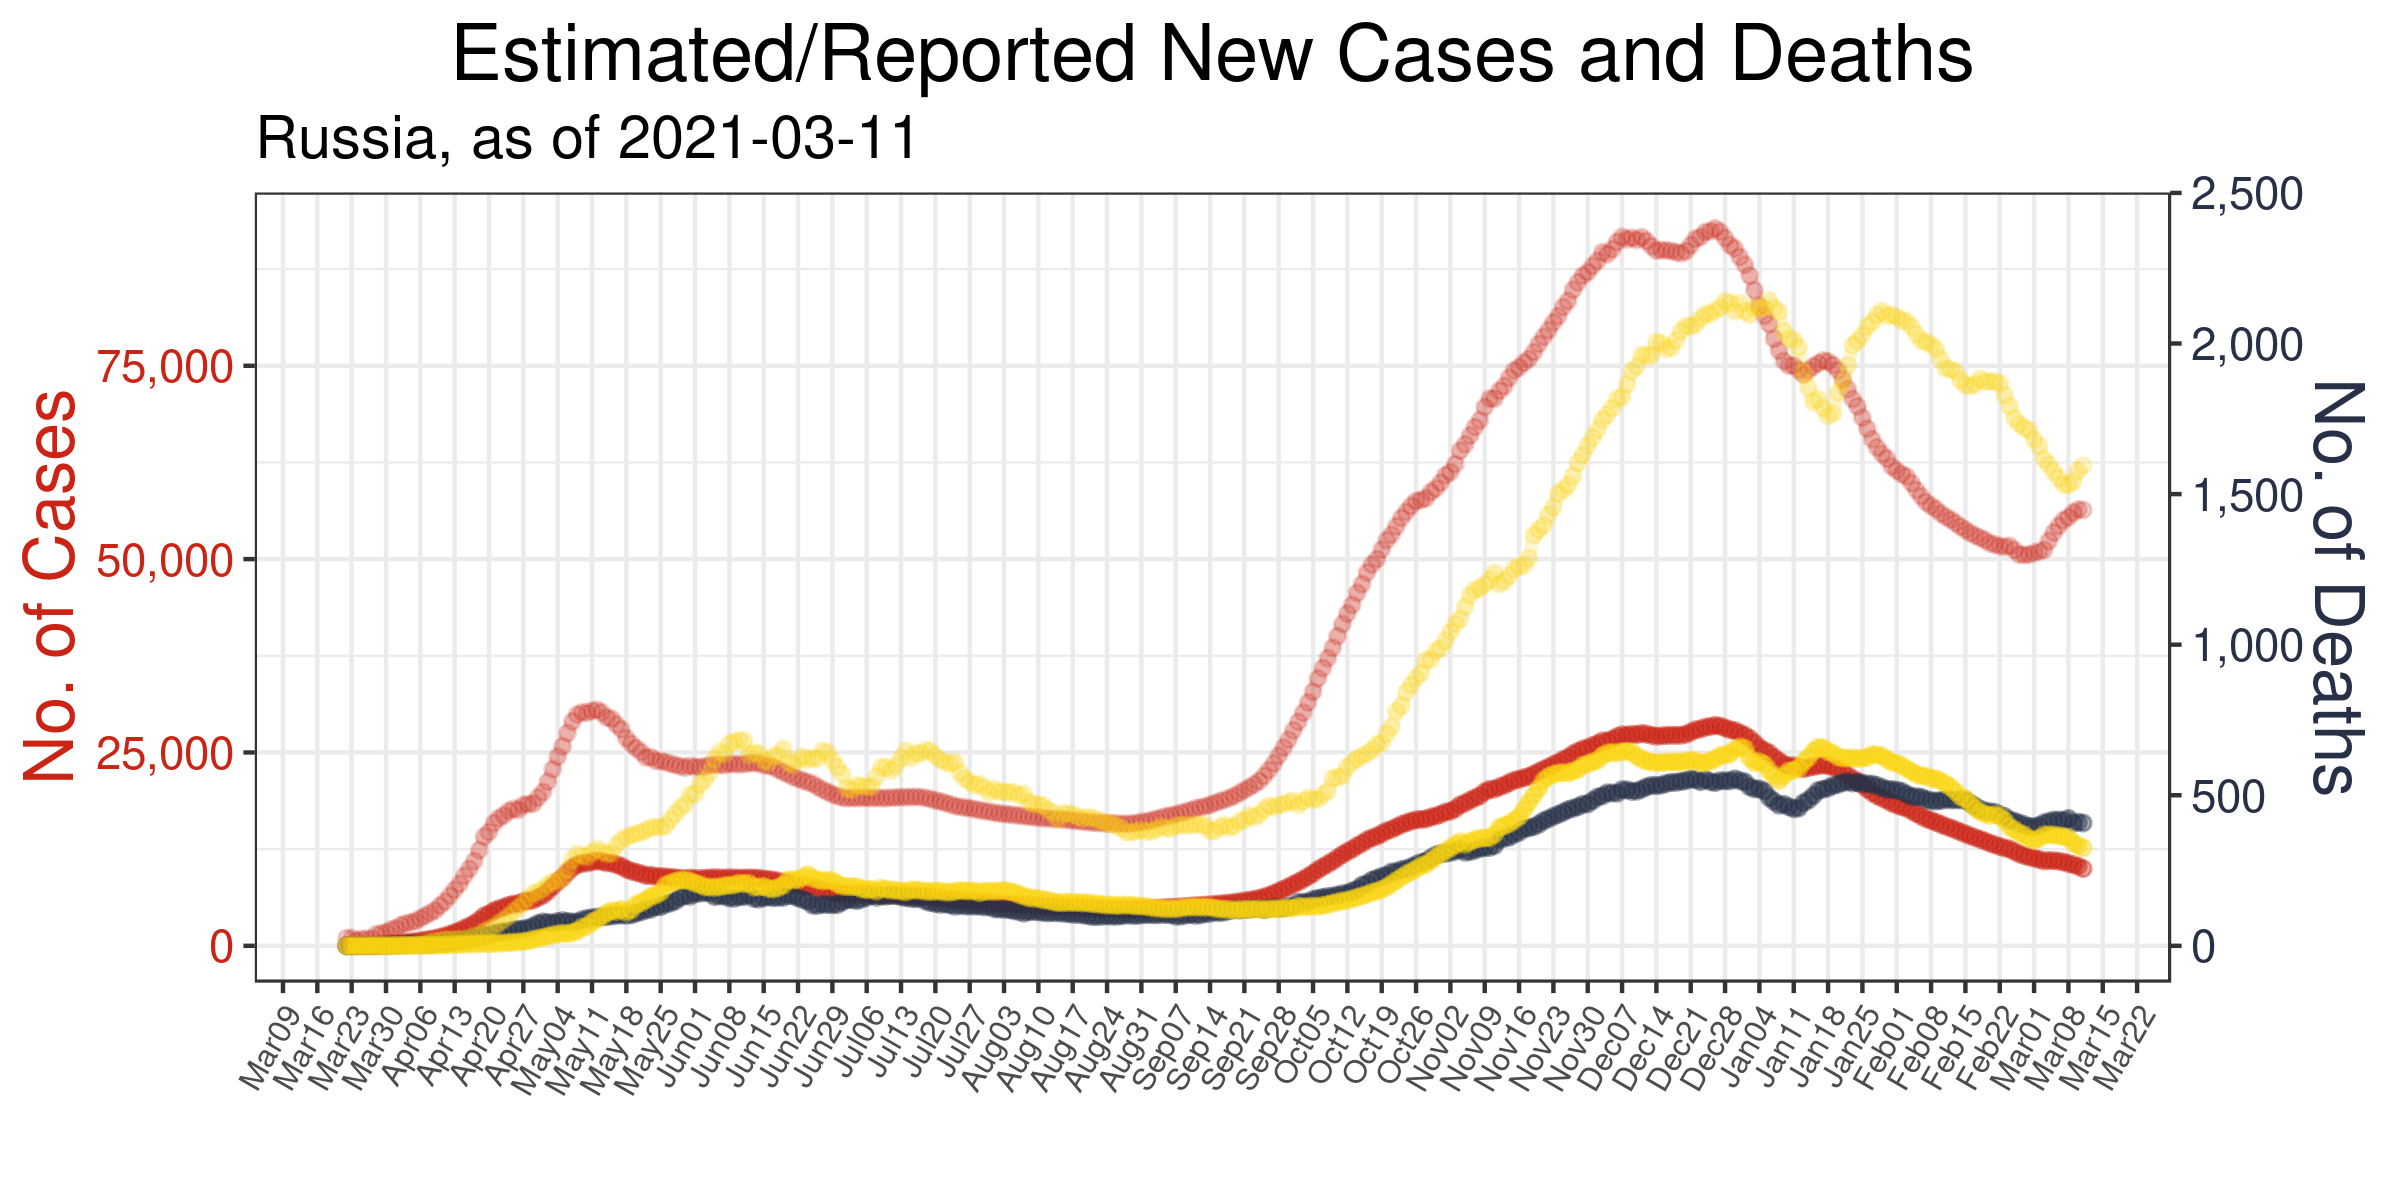 Estimated/Reported New Cases and Deaths
Russia, as of 2021-03-11
No. of Cases
75,000
50,000
25,000
0
2,500
2,000
1,500
1,000
500
0
No. of Deaths
Mar09
Mar16
Mar23
Mar30
Apr06
Apr13
Apr20
Apr27
May04
May11
May18
May25
Jun01
Jun08
Jun15
Jun22
Jun29
Jul06
Jul13
Jul20
Jul27
Aug03
Aug10
Aug17
Aug24
Aug31
Sep07
Sep14
Sep21
Sep28
Oct05
Oct12
Oct19
Oct26
Nov02
Nov09
Nov16
Nov23
Nov30
Dec07
Dec14
Dec21
Dec28
Jan04
Jan11
Jan18
Jan25
Feb01
Feb08
Feb15
Feb22
Mar01
Mar08
Mar15
Mar22